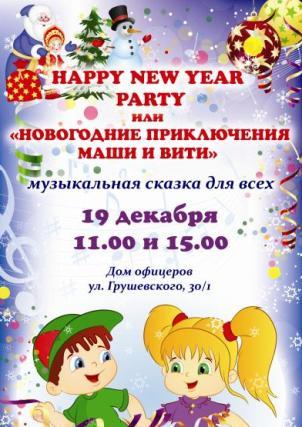 HAPPY NEW YEAR
PARTY
или
«НОВОГОДНИЕ ПРИКЛЮЧЕНИЯ
МАШИ И ВИТИ»
музыкальная сказка для всех
19 декабря
11.00 и 15.00
Дом офицеров
ул. Грушевского, 30/1